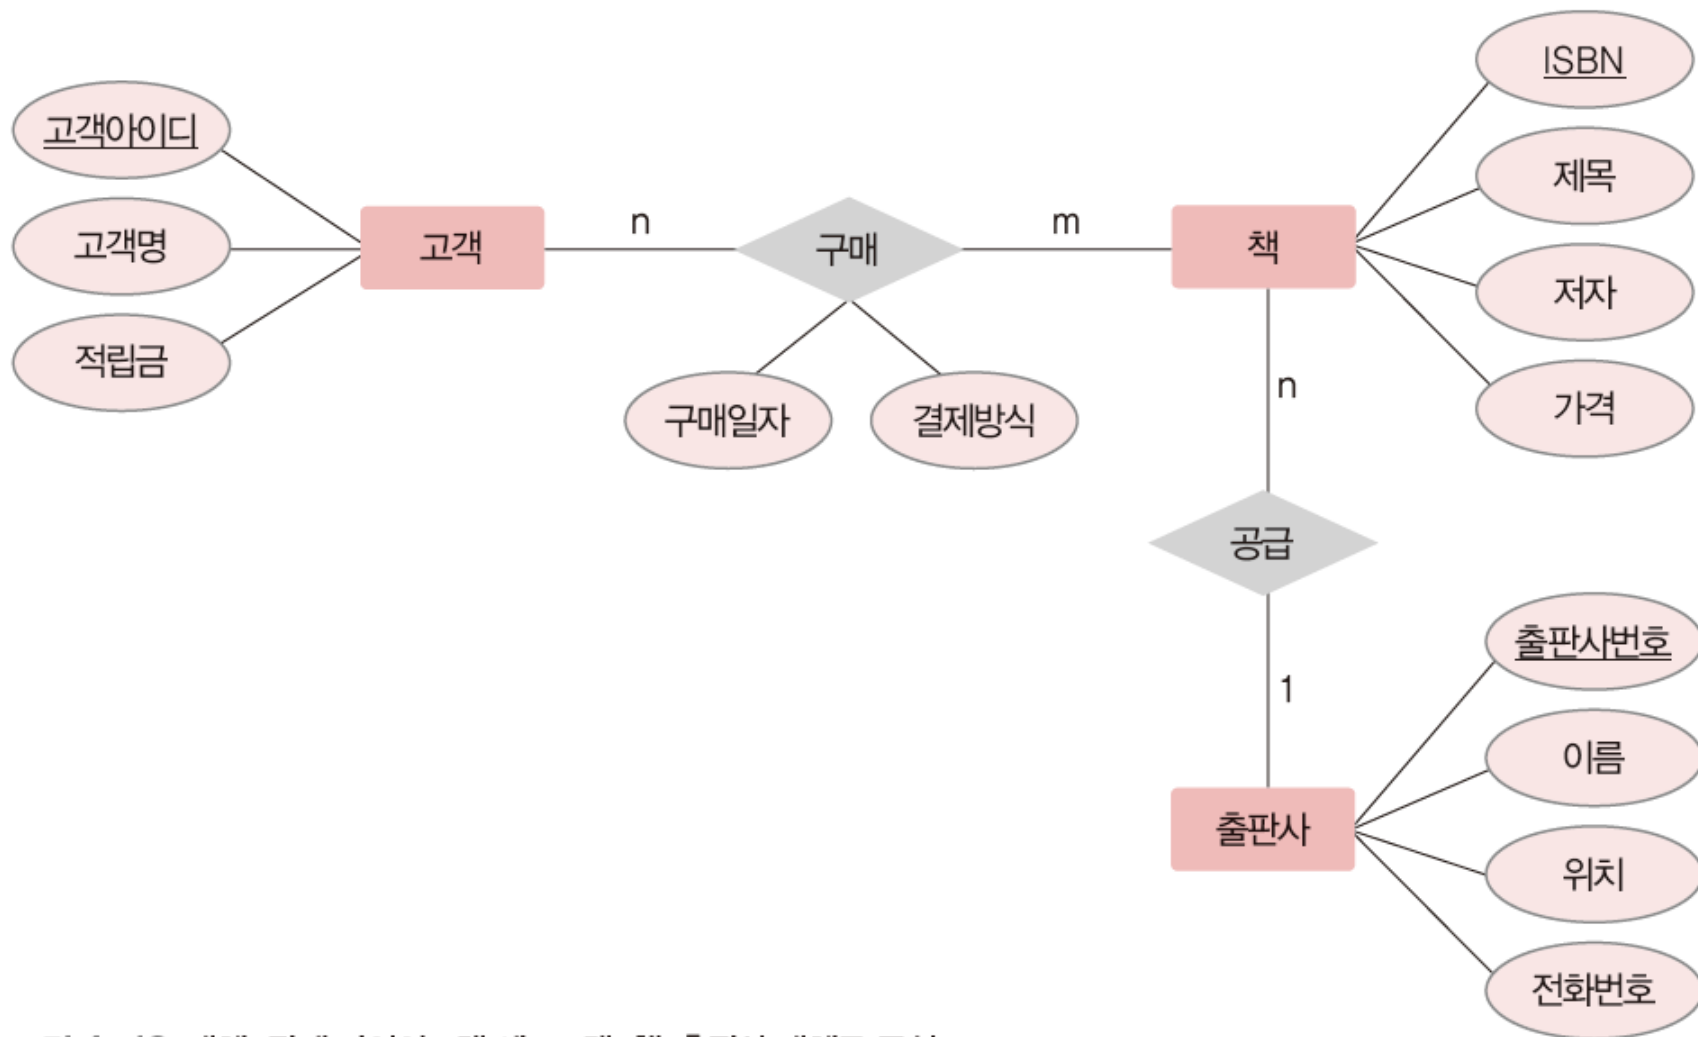 ISBN
고객아이디
제목
고객명
고객
n
구매
m
책
저자
적립금
구매일자
결제방식
n
가격
공급
출판사번호
1
이름
출판사
위치
전화번호